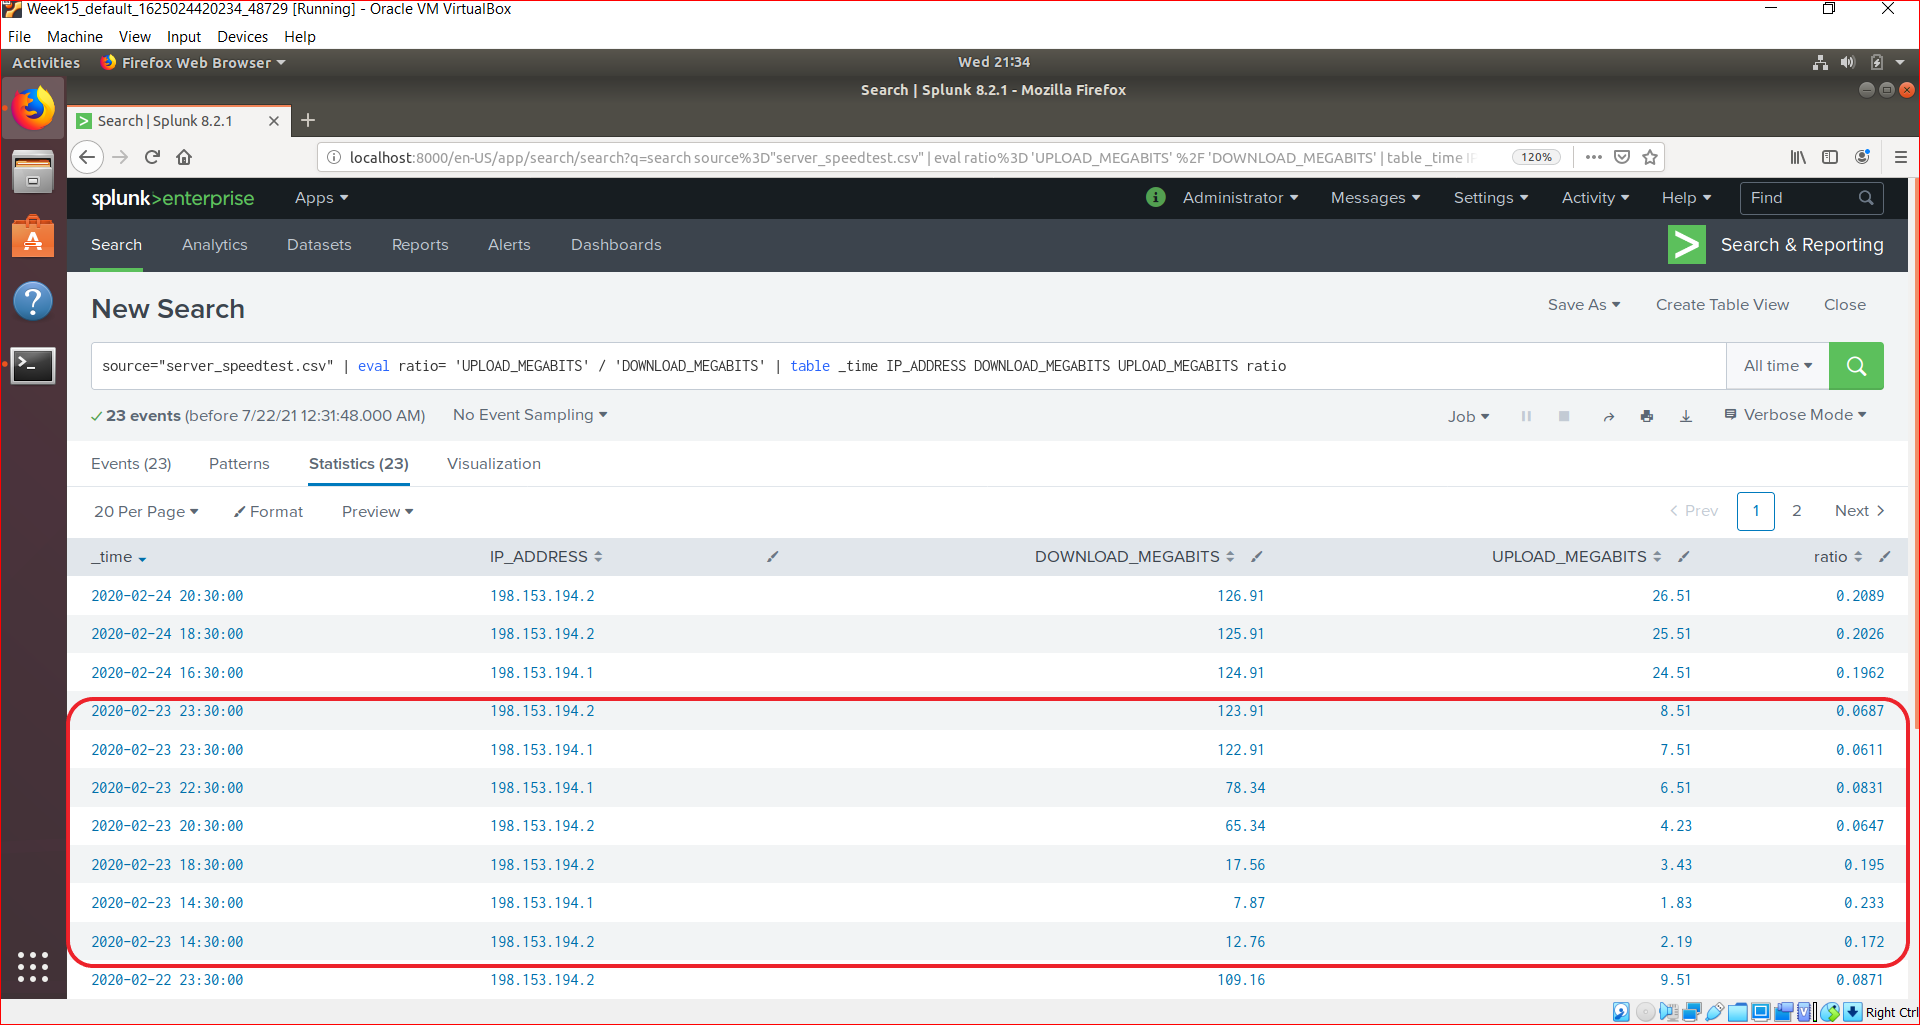 Week15_default_1625024420234_48729 [Running] - Oracle VM VirtualBox
File Machine View Input Devices Help
Activities Firefox Web Browser Wed 21:34
Search | Splunk 8.2.1 - Mozilla Firefox
Search | Splunk 8.2.1
localhost:8000/en-US/app/search/search?q=search source%3D"server_speedtest.csv" | eval ratio%3D 'UPLOAD_MEGABITS' %2F 'DOWNLOAD_MEGABITS' | table _time IP 120%
splunk>enterprise Apps i Administrator Messages Settings Activity Help Find
Search Analytics Datasets Reports Alerts Dashboards > Search & Reporting
New Search Save As Create Table View Close
source="server_speedtest.csv" | eval ratio= 'UPLOAD_MEGABITS' / 'DOWNLOAD_MEGABITS' | table _time IP_ADDRESS DOWNLOAD_MEGABITS UPLOAD_MEGABITS ratio All time
23 events (before 7/22/21 12:31:48.000 AM) No Event Sampling Job Verbose Mode
Events (23) Patterns Statistics (23) Visualization
20 Per Page Format Preview < Prev 1 2 Next >
_time IP_ADDRESS DOWNLOAD_MEGABITS UPLOAD_MEGABITS ratio
2020-02-24 20:30:00 198.153.194.2 126.91 26.51 0.2089
2020-02-24 18:30:00 198.153.194.2 125.91 25.51 0.2026
2020-02-24 16:30:00 198.153.194.1 124.91 24.51 0.1962
2020-02-23 23:30:00 198.153.194.2 123.91 8.51 0.0687
2020-02-23 23:30:00 198.153.194.1 122.91 7.51 0.0611
2020-02-23 22:30:00 198.153.194.1 78.34 6.51 0.0831
2020-02-23 20:30:00 198.153.194.2 65.34 4.23 0.0647
2020-02-23 18:30:00 198.153.194.2 17.56 3.43 0.195
2020-02-23 14:30:00 198.153.194.1 7.87 1.83 0.233
2020-02-23 14:30:00 198.153.194.2 12.76 2.19 0.172
2020-02-22 23:30:00 198.153.194.2 109.16 9.51 0.0871
Right Ctrl